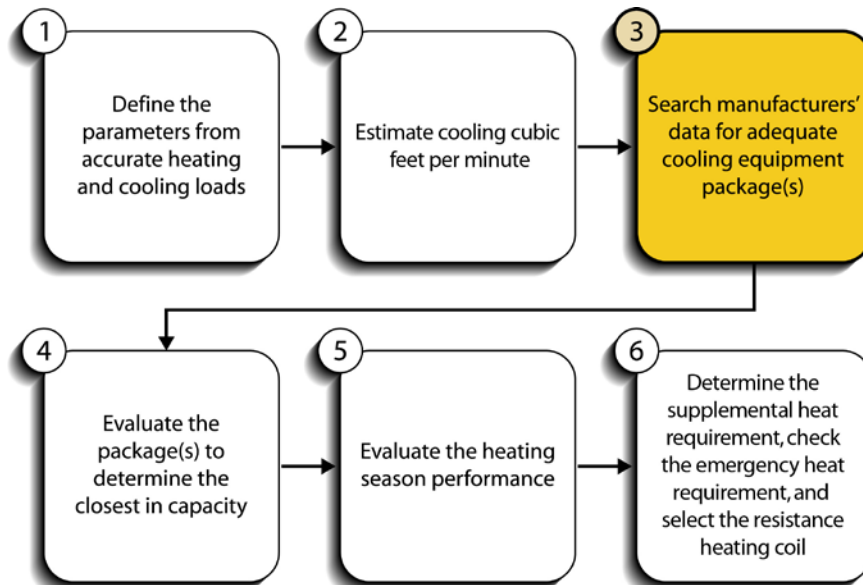 1
Define the
parameters from
accurate heating
and cooling loads
2
Estimate cooling cubic
feet per minute
3
Search manufacturers’
data for adequate
cooling equipment
package(s)
4
Evaluate the
package(s) to
determine the
closest in capacity
5
Evaluate the heating
season performance
6
Determine the
supplemental heat
requirement, check
the emergency heat
requirement, and
select the resistance
heating coil